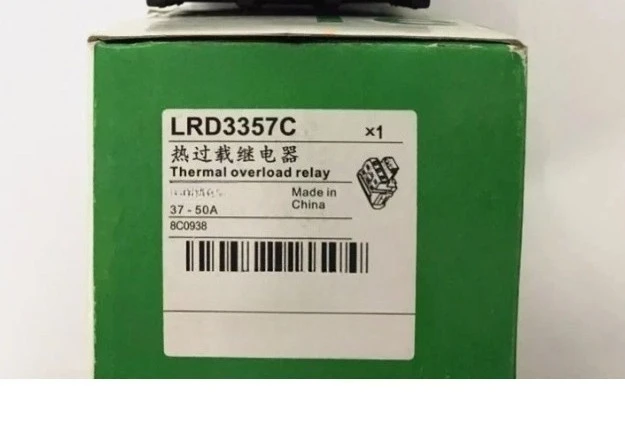 LRD3357C ×1
热过载继电器
Thermal overload relay
Made in
China
37 - 50A
8C0938